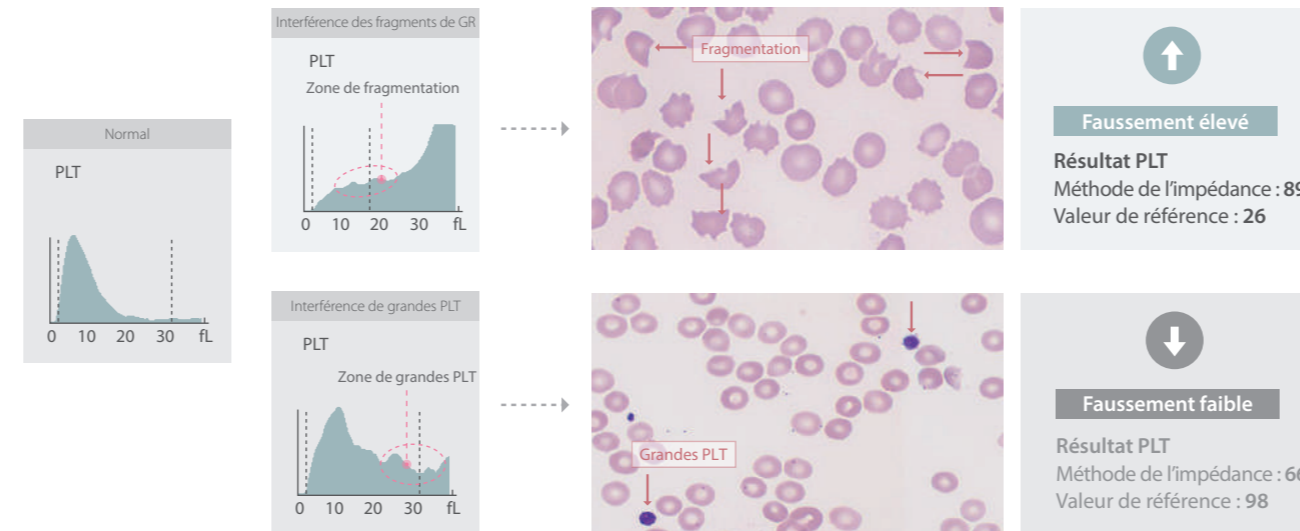 Normal
PLT
0 10 20 30 fL
Interférence des fragments de GR
PLT
Zone de fragmentation
0 10 20 30 fL
Fragmentation
Faussement élevé
Résultat PLT
Méthode de l'impédance : 89
Valeur de référence : 26
Interférence de grandes PLT
PLT
Zone de grandes PLT
0 10 20 30 fL
Grandes PLT
Faussement faible
Résultat PLT
Méthode de l'impédance : 66
Valeur de référence : 98